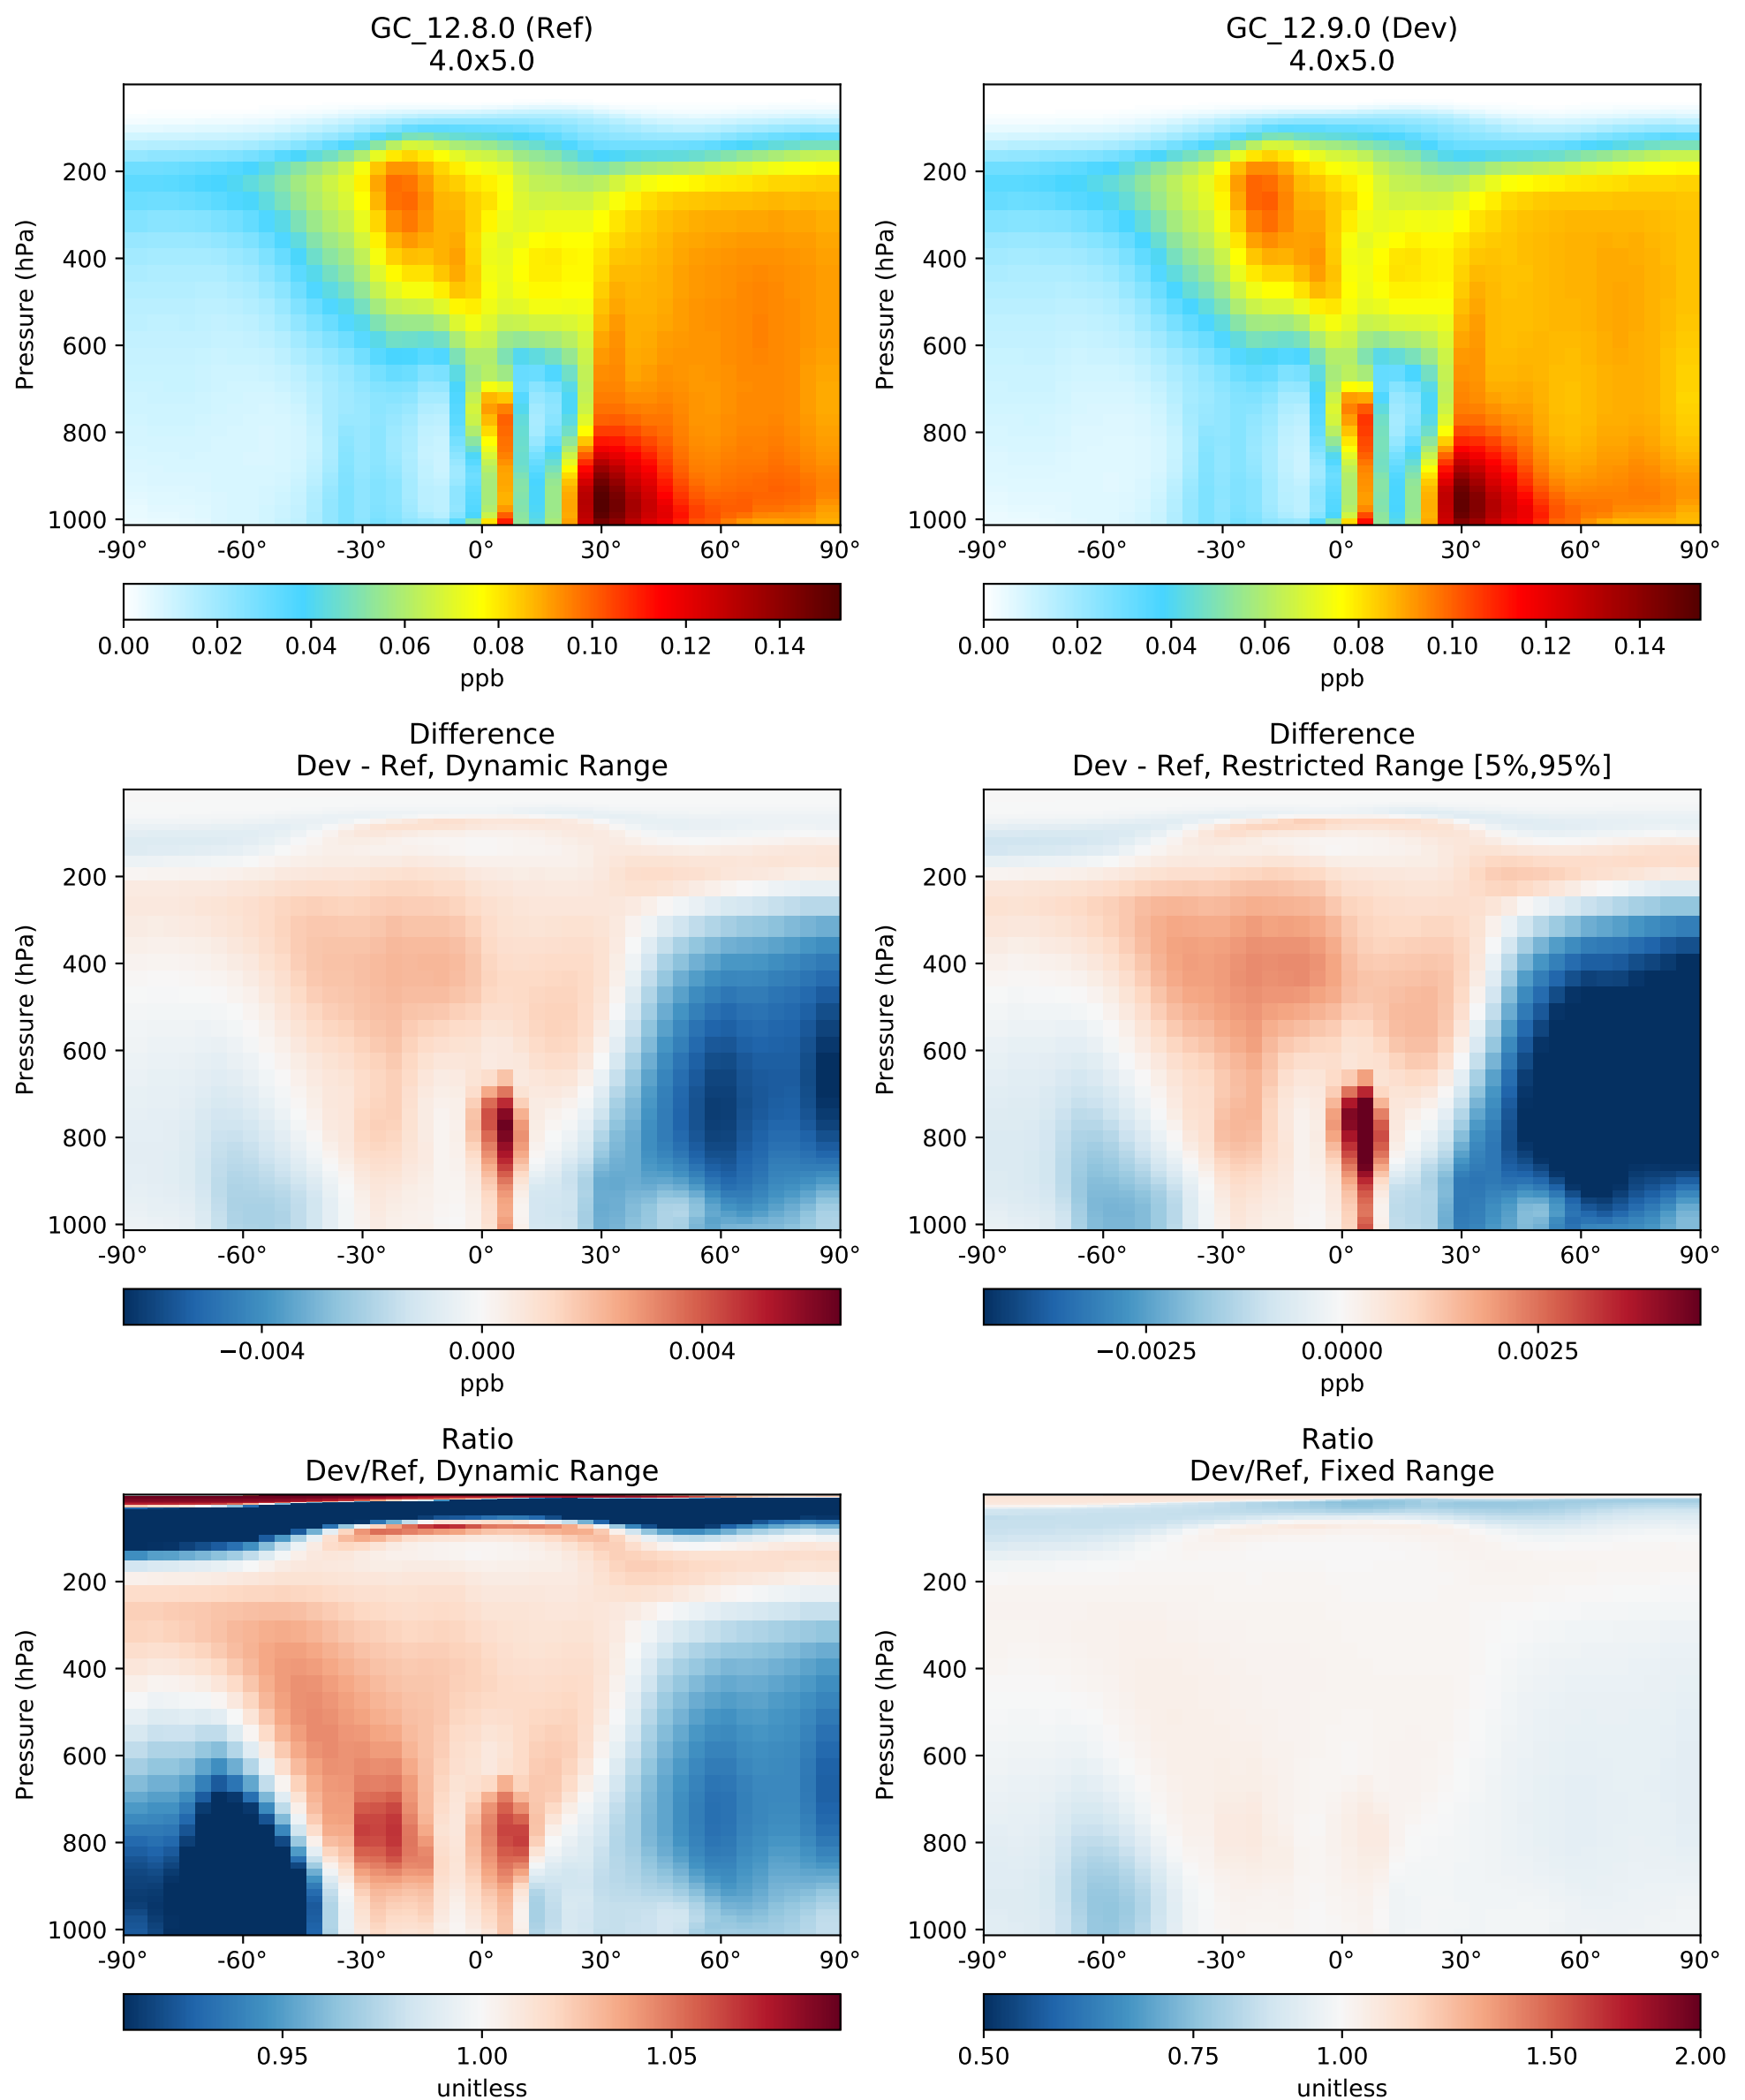 GC_12.8.0 (Ref)
4.0x5.0
GC_12.9.0 (Dev)
4.0x5.0
Pressure (hPa)
200
400
600
800
1000
-90° -60° -30° 0° 30° 60° 90°
0.00 0.02 0.04 0.06 0.08 0.10 0.12 0.14
ppb
Pressure (hPa)
200
400
600
800
1000
-90° -60° -30° 0° 30° 60° 90°
0.00 0.02 0.04 0.06 0.08 0.10 0.12 0.14
ppb
Difference
Dev - Ref, Dynamic Range
Pressure (hPa)
200
400
600
800
1000
-90° -60° -30° 0° 30° 60° 90°
−0.004 0.000 0.004
ppb
Difference
Dev - Ref, Restricted Range [5%,95%]
Pressure (hPa)
200
400
600
800
1000
-90° -60° -30° 0° 30° 60° 90°
−0.0025 0.0000 0.0025
ppb
Ratio
Dev/Ref, Dynamic Range
Pressure (hPa)
200
400
600
800
1000
-90° -60° -30° 0° 30° 60° 90°
0.95 1.00 1.05
unitless
Ratio
Dev/Ref, Fixed Range
Pressure (hPa)
200
400
600
800
1000
-90° -60° -30° 0° 30° 60° 90°
0.50 0.75 1.00 1.50 2.00
unitless